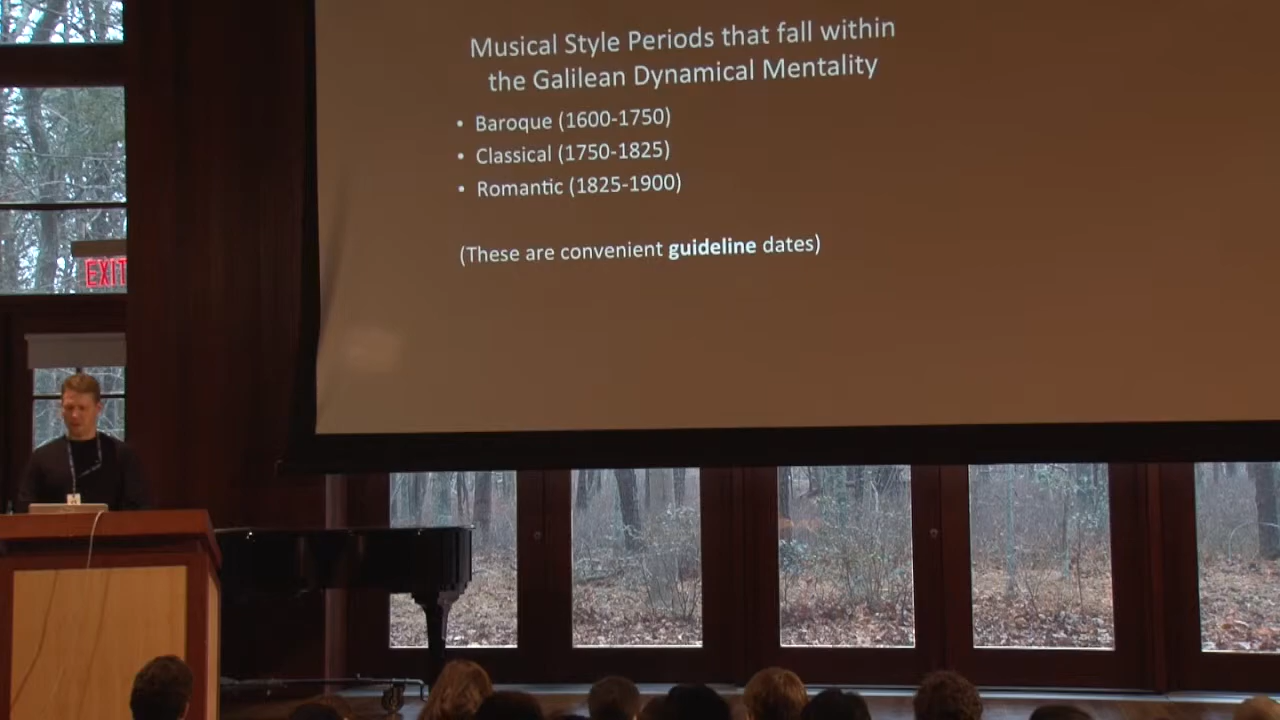 Musical Style Periods that fall within
the Galilean Dynamical Mentality
• Baroque (1600-1750)
• Classical (1750-1825)
• Romantic (1825-1900)
(These are convenient guideline dates)
EXIT